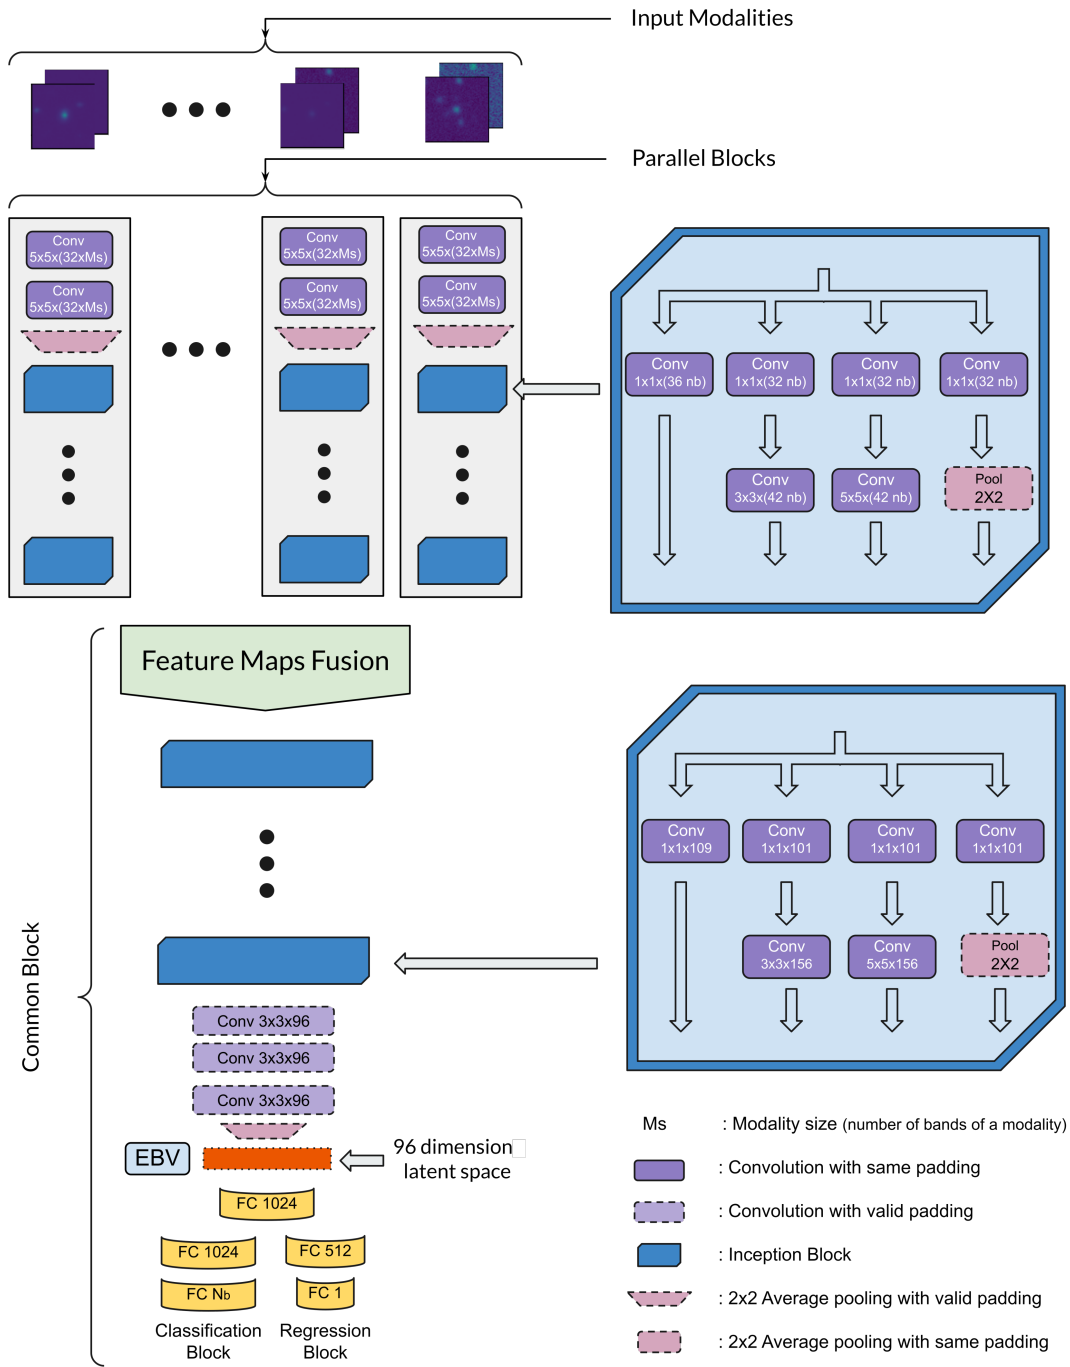 Input Modalities
Parallel Blocks
Conv
5x5x(32xMs)
Conv
5x5x(32xMs)
Conv
5x5x(32xMs)
Conv
5x5x(32xMs)
Conv
5x5x(32xMs)
Conv
5x5x(32xMs)
Conv
1x1x(36 nb)
Conv
1x1x(32 nb)
Conv
1x1x(32 nb)
Conv
1x1x(32 nb)
Conv
3x3x(42 nb)
Conv
5x5x(42 nb)
Pool
2X2
Common Block
Feature Maps Fusion
Conv
1x1x109
Conv
1x1x101
Conv
1x1x101
Conv
1x1x101
Conv
3x3x156
Conv
5x5x156
Pool
2X2
Conv 3x3x96
Conv 3x3x96
Conv 3x3x96
EBV
96 dimension
latent space
FC 1024
FC 1024
FC 512
FC Nb
FC 1
Classification
Block
Regression
Block
Ms : Modality size (number of bands of a modality)
: Convolution with same padding
: Convolution with valid padding
: Inception Block
: 2x2 Average pooling with valid padding
: 2x2 Average pooling with same padding